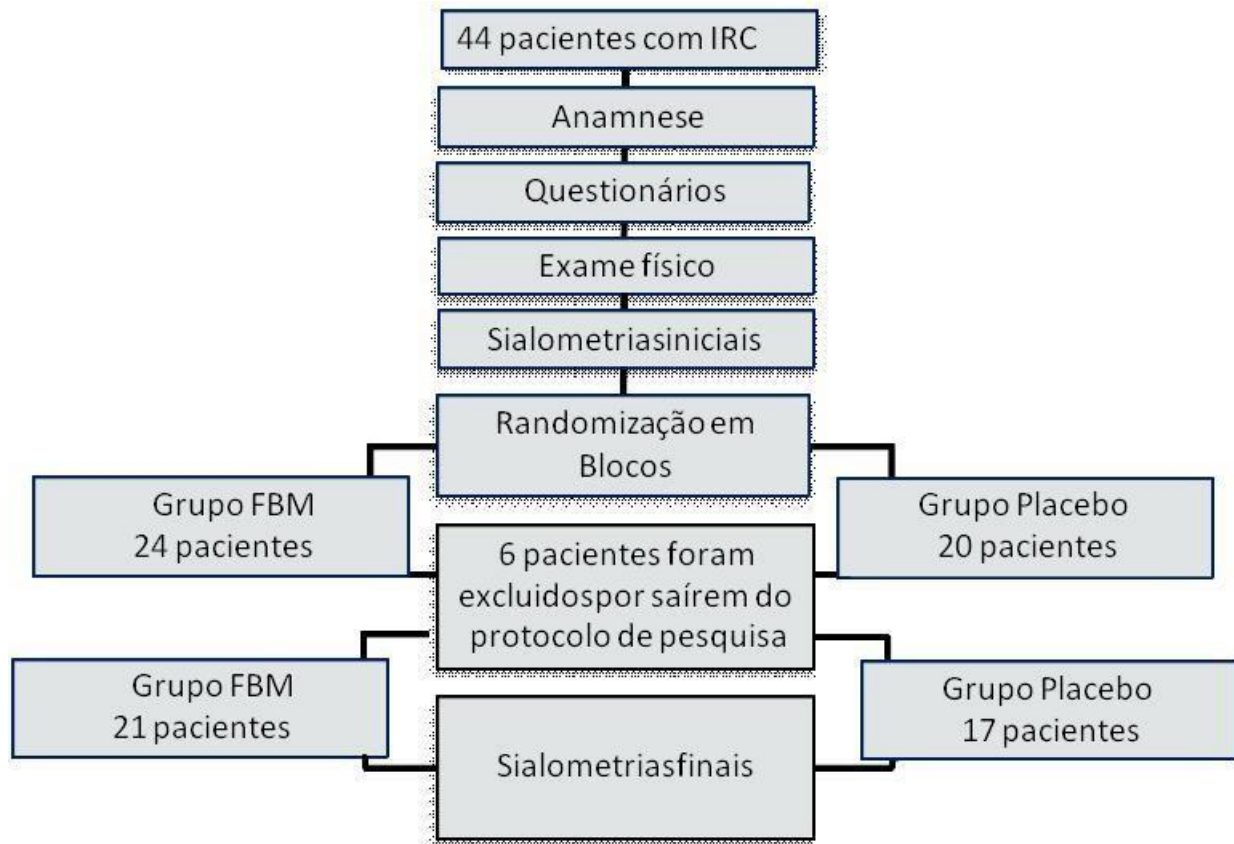 44 pacientes com IRC
Anamnese
Questionários
Exame físico
Sialometriasiniciais
Randomização em
Blocos
Grupo FBM
24 pacientes
Grupo Placebo
20 pacientes
6 pacientes foram
excluidospor saírem do
protocolo de pesquisa
Grupo FBM
21 pacientes
Grupo Placebo
17 pacientes
Sialometriasfinais